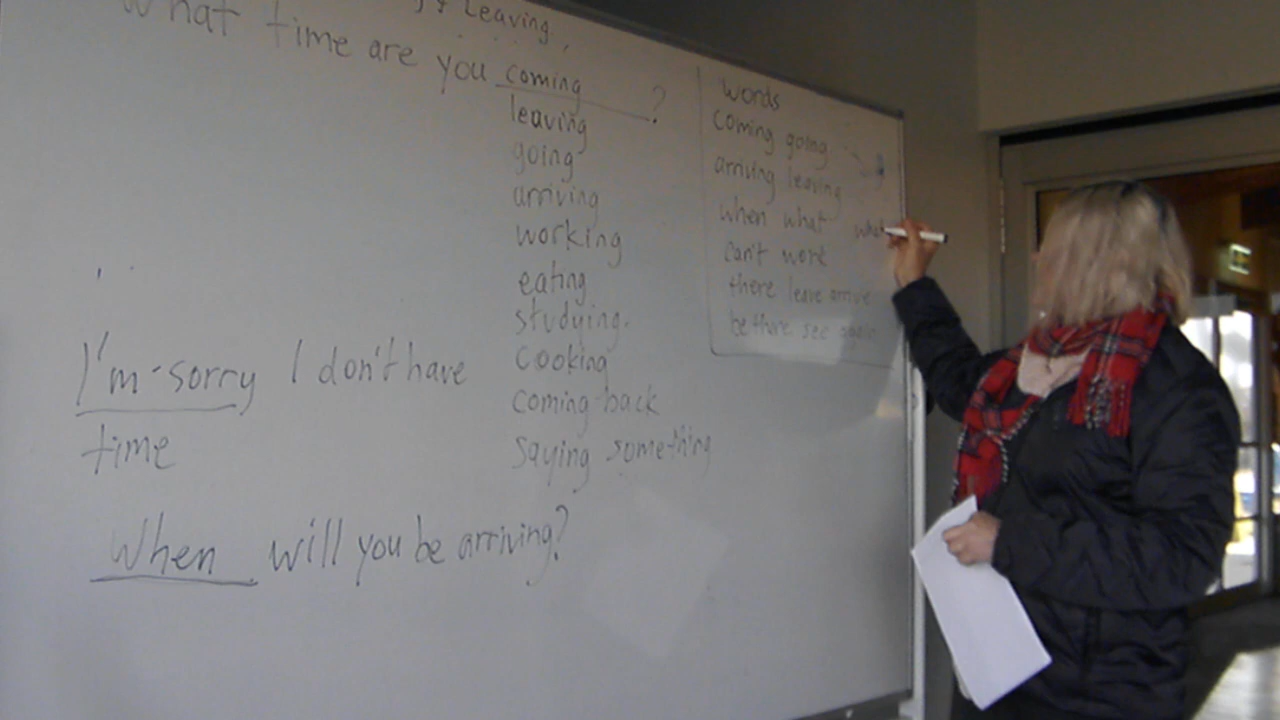 & Leaving,
What time are you coming ?
leaving
going
arriving
working
eating
studying.
cooking
coming back
saying something
I'm sorry I don't have
time
When will you be arriving?
words
coming going
arriving leaving
when what
can't work
there leave arrive
be there see again